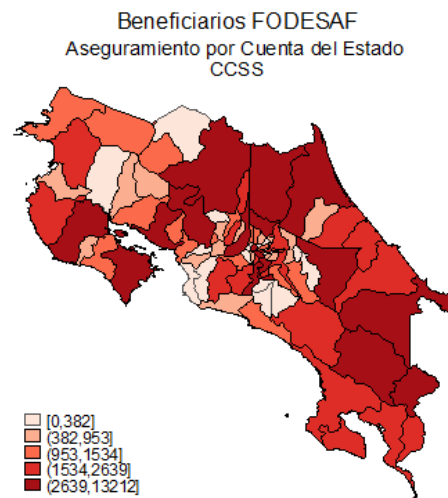 Beneficiarios FODESAF
Aseguramiento por Cuenta del Estado
CCSS
[0,382]
(382,953]
(953,1534]
(1534,2639]
(2639,13212]